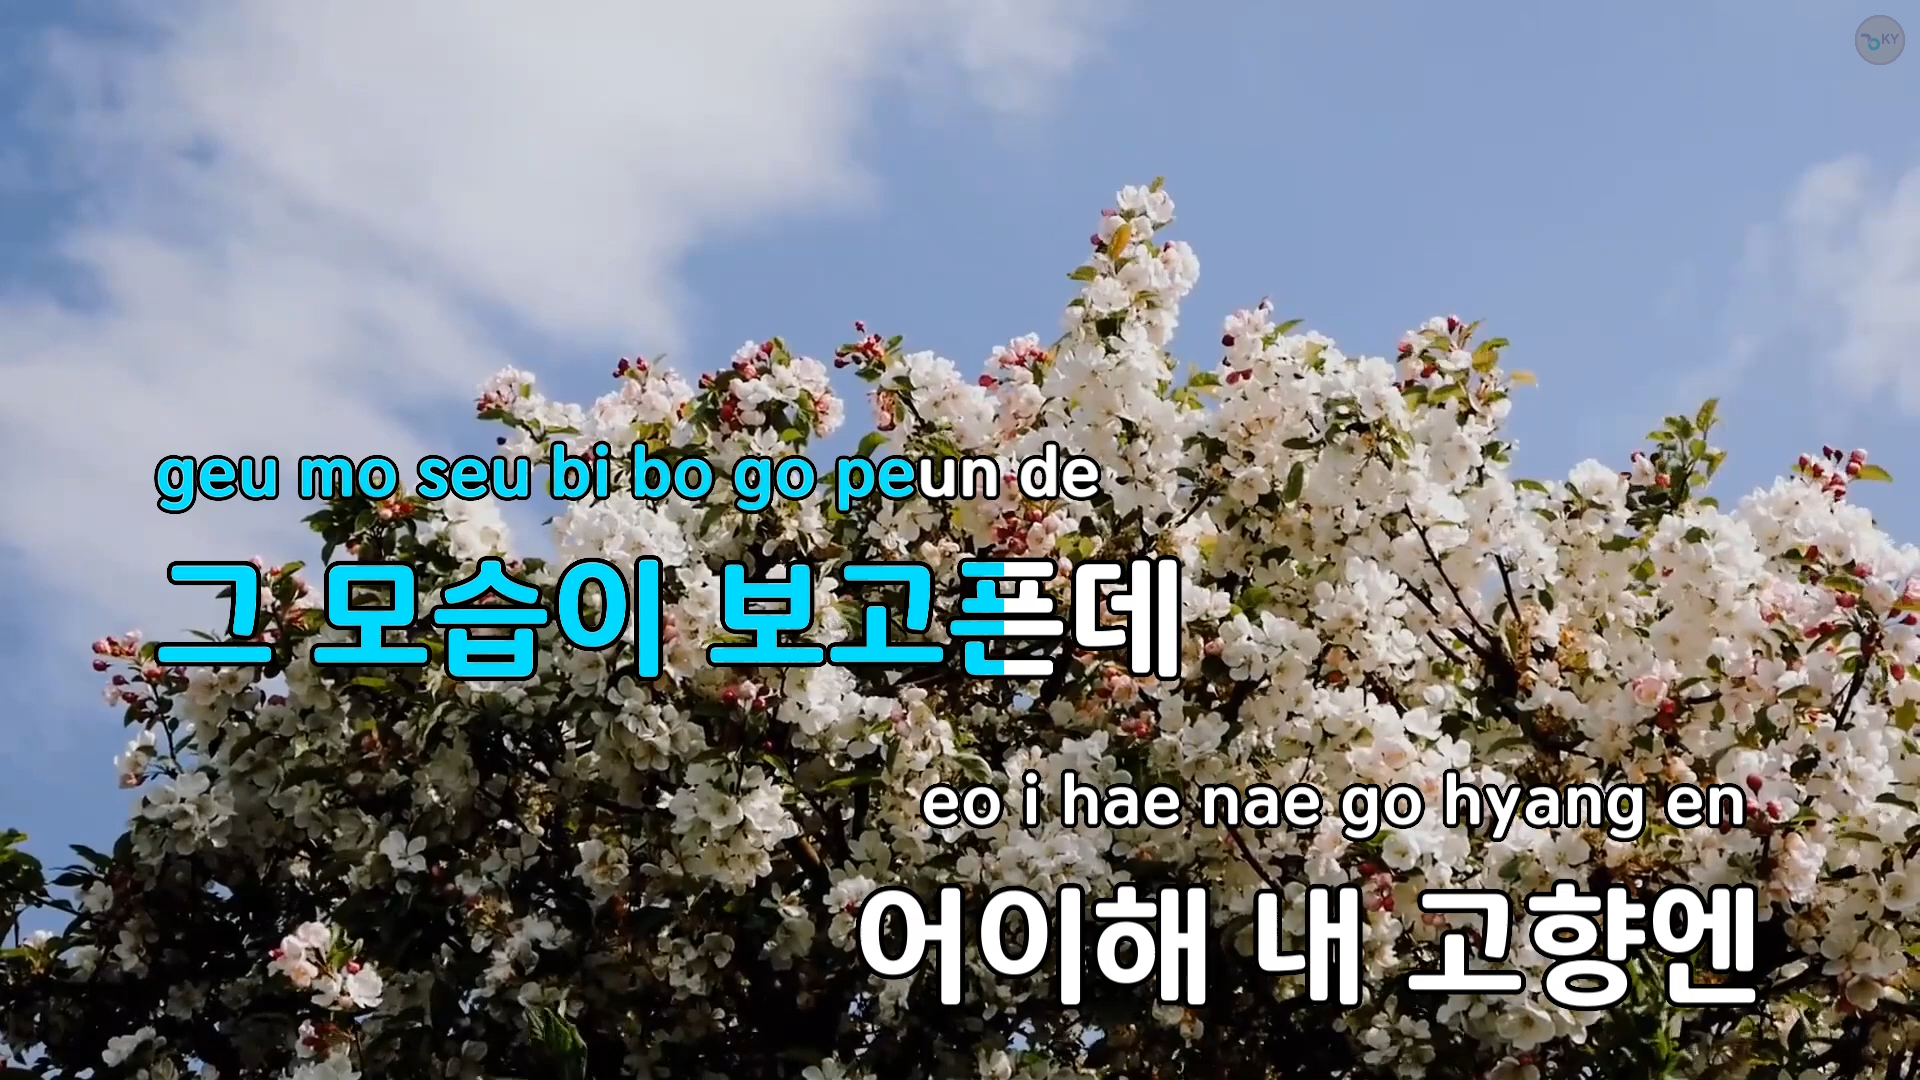 KY
geu mo seu bi bo go peun de
그 모습이 보고픈데
eo i hae nae go hyang en
어이해 내 고향엔